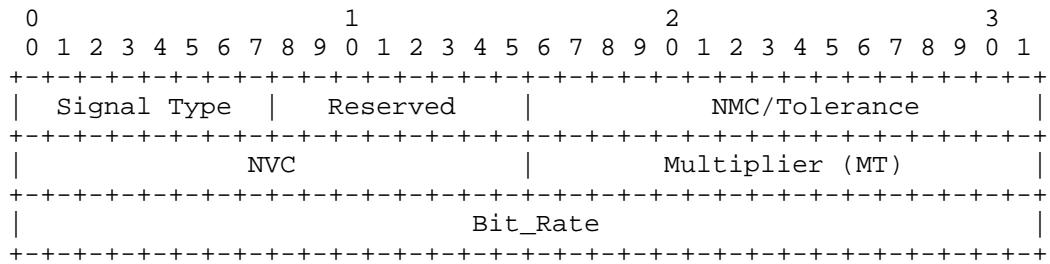 0                   1                   2                   3
 0 1 2 3 4 5 6 7 8 9 0 1 2 3 4 5 6 7 8 9 0 1 2 3 4 5 6 7 8 9 0 1
+-+-+-+-+-+-+-+-+-+-+-+-+-+-+-+-+-+-+-+-+-+-+-+-+-+-+-+-+-+-+-+-+
|  Signal Type  |   Reserved    |           NMC/Tolerance       |
+-+-+-+-+-+-+-+-+-+-+-+-+-+-+-+-+-+-+-+-+-+-+-+-+-+-+-+-+-+-+-+-+
|              NVC              |        Multiplier (MT)        |
+-+-+-+-+-+-+-+-+-+-+-+-+-+-+-+-+-+-+-+-+-+-+-+-+-+-+-+-+-+-+-+-+
|                            Bit_Rate                           |
+-+-+-+-+-+-+-+-+-+-+-+-+-+-+-+-+-+-+-+-+-+-+-+-+-+-+-+-+-+-+-+-+